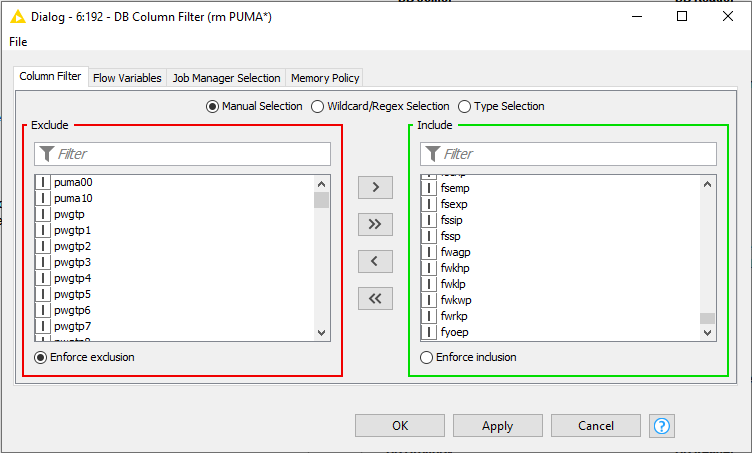 Dialog - 6:192 - DB Column Filter (rm PUMA*)
File
Column Filter Flow Variables Job Manager Selection Memory Policy
Manual Selection Wildcard/Regex Selection Type Selection
Exclude
Filter
I puma00
I puma10
I pwgtp
I pwgtp1
I pwgtp2
I pwgtp3
I pwgtp4
I pwgtp5
I pwgtp6
I pwgtp7
Enforce exclusion
>
>>
<
<<
Include
Filter
I fsemp
I fsexp
I fssip
I fssp
I fwagp
I fwkhp
I fwklp
I fwkwp
I fwrkp
I fyoep
Enforce inclusion
OK Apply Cancel ?